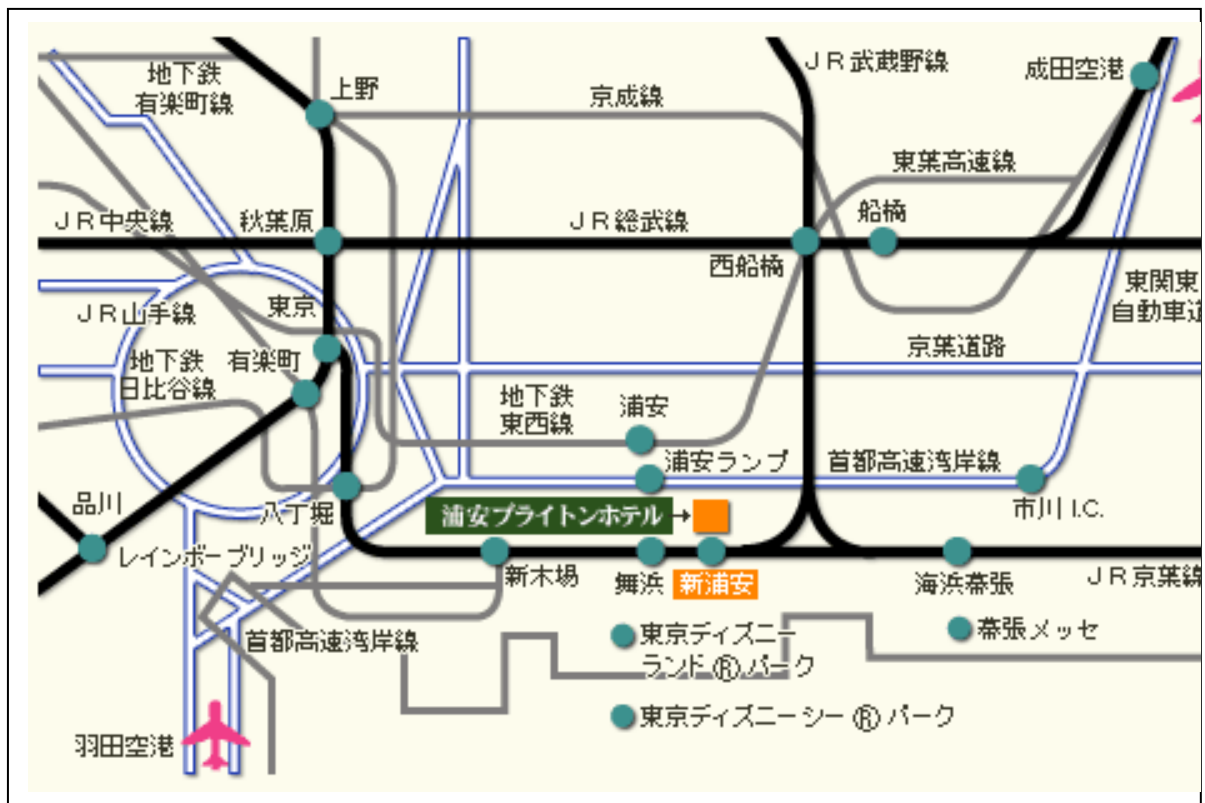 地下鉄
有楽町線
上野
京成線
JR武蔵野線
成田空港
東葉高速線
JR中央線
秋葉原
JR総武線
船橋
西船橋
JR山手線
東京
東関東
自動車道
地下鉄
日比谷線
有楽町
京葉道路
地下鉄
東西線
浦安
浦安ランプ
首都高速湾岸線
市川 I.C.
品川
八丁堀
浦安ブライトンホテル→
レインボーブリッジ
新木場
舞浜
新浦安
海浜幕張
JR京葉線
首都高速湾岸線
東京ディズニー
ランド®パーク
幕張メッセ
東京ディズニーシー®パーク
羽田空港